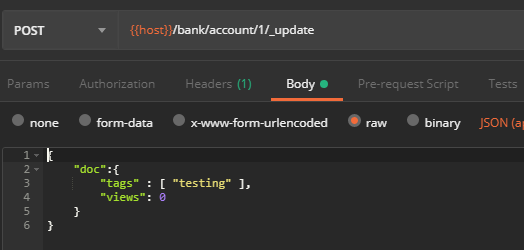 POST {{host}}/bank/account/1/_update
Params Authorization Headers (1) Body Pre-request Script Tests
none form-data x-www-form-urlencoded raw binary JSON (a
1 {
2 "doc":{
3 "tags" : [ "testing" ],
4 "views": 0
5 }
6 }